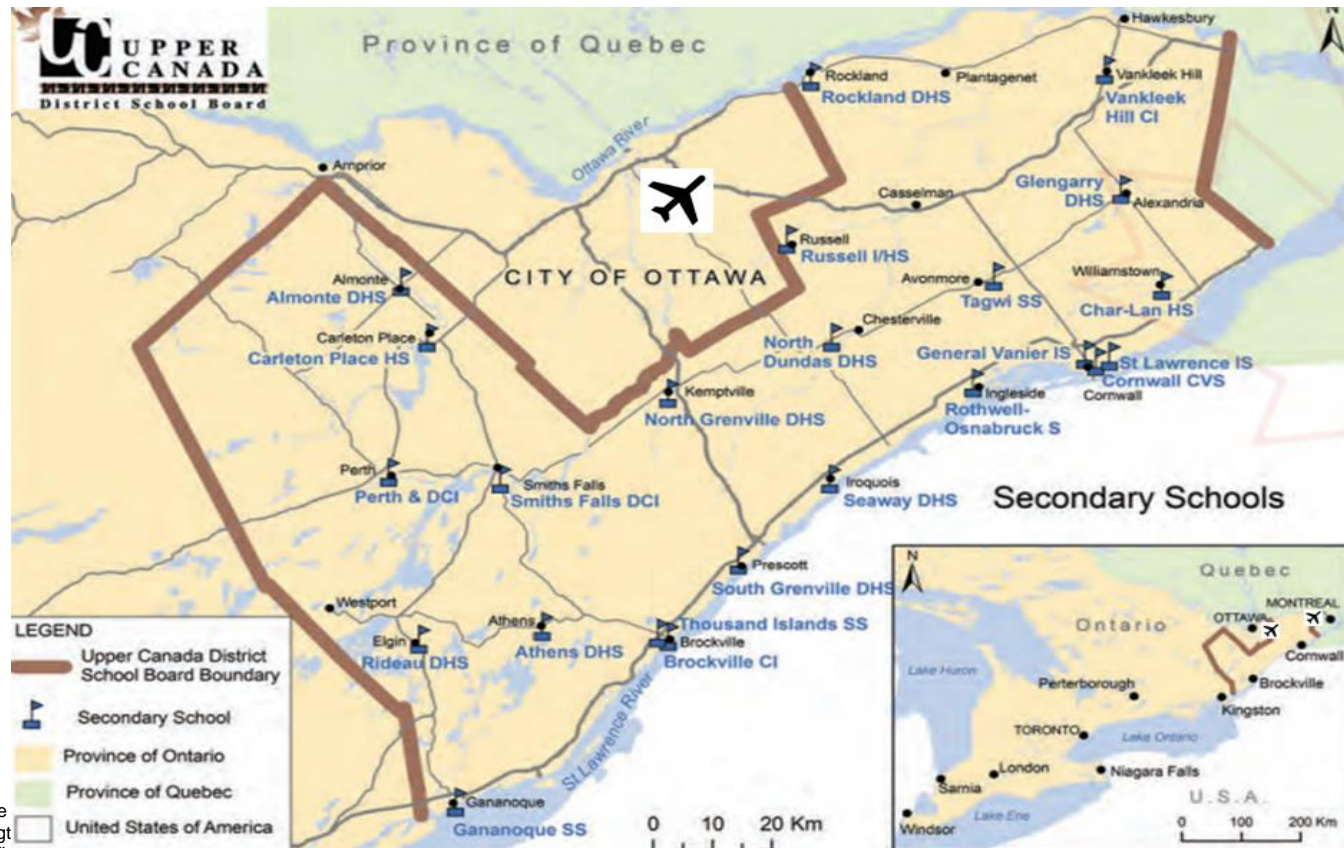 UC UPPER
CANADA
District School Board
Province of Quebec
N
Hawkesbury
Rockland
Rockland DHS
Plantagenet
Vankleek Hill
Vankleek
Hill CI
Ottawa River
Arnprior
Casselman
Glengarry
DHS
Alexandria
Russell
Russell I/HS
CITY OF OTTAWA
Almonte
Almonte DHS
Avonmore
Tagwi SS
Williamstown
Char-Lan HS
Carleton Place
Carleton Place HS
Chesterville
North
Dundas DHS
General Vanier IS
St Lawrence IS
Cornwall CVS
Cornwall
Kemptville
North Grenville DHS
Ingleside
Rothwell-
Osnabruck S
Perth
Perth & DCI
Smiths Falls
Smiths Falls DCI
Iroquois
Seaway DHS
Secondary Schools
Prescott
South Grenville DHS
Westport
Elgin
Rideau DHS
Athens
Athens DHS
Thousand Islands SS
Brockville
Brockville CI
St Lawrence River
Gananoque
Gananoque SS
0 10 20 Km
LEGEND
Upper Canada District
School Board Boundary
Secondary School
Province of Ontario
Province of Quebec
United States of America
e
gt
N
Quebec
Ontario
OTTAWA
MONTREAL
Cornwall
Lake Huron
Brockville
Perterborough
Kingston
TORONTO
Lake Ontario
London
Niagara Falls
Sarnia
U.S.A.
Lake Erie
Windsor
0 100 200 Km